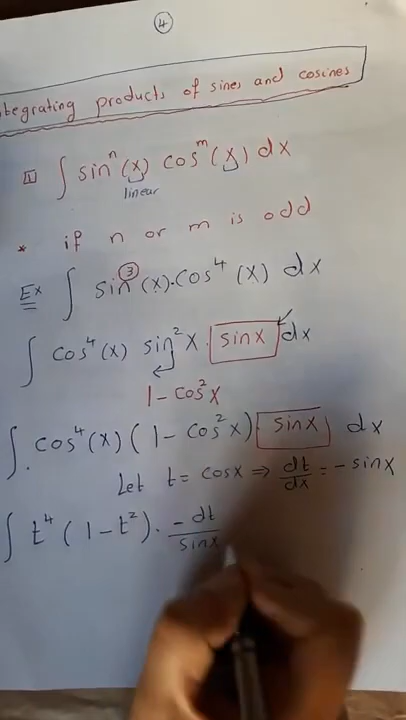 4
ntegrating products of sines and cosines
1 ∫ sinⁿ(x) cosᵐ(x) dx
linear
* if n or m is odd
Ex ∫ sin³(x)·cos⁴(x) dx
∫ cos⁴(x) sin²x · sinx dx
1 - cos²x
∫ cos⁴(x) (1 - cos²x) sinx dx
Let t = cosx ⇒ dt/dx = -sinx
∫ t⁴ (1 - t²) · -dt/sinx